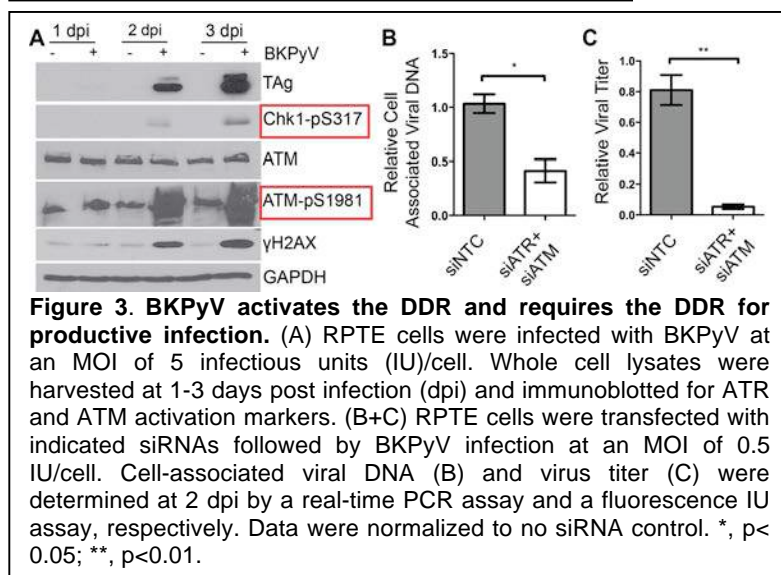 A
1 dpi 2 dpi 3 dpi
- + - + - + BKPyV
TAg
Chk1-pS317
ATM
ATM-pS1981
γH2AX
GAPDH
B
Relative Cell
Associated Viral DNA
1.5
1.0
0.5
0.0
*
siNTC
siATR+
siATM
C
Relative Viral Titer
1.0
0.8
0.6
0.4
0.2
0.0
**
siNTC
siATR+
siATM
Figure 3. BKPyV activates the DDR and requires the DDR for
productive infection. (A) RPTE cells were infected with BKPyV at
an MOI of 5 infectious units (IU)/cell. Whole cell lysates were
harvested at 1-3 days post infection (dpi) and immunoblotted for ATR
and ATM activation markers. (B+C) RPTE cells were transfected with
indicated siRNAs followed by BKPyV infection at an MOI of 0.5
IU/cell. Cell-associated viral DNA (B) and virus titer (C) were
determined at 2 dpi by a real-time PCR assay and a fluorescence IU
assay, respectively. Data were normalized to no siRNA control. *, p<
0.05; **, p<0.01.